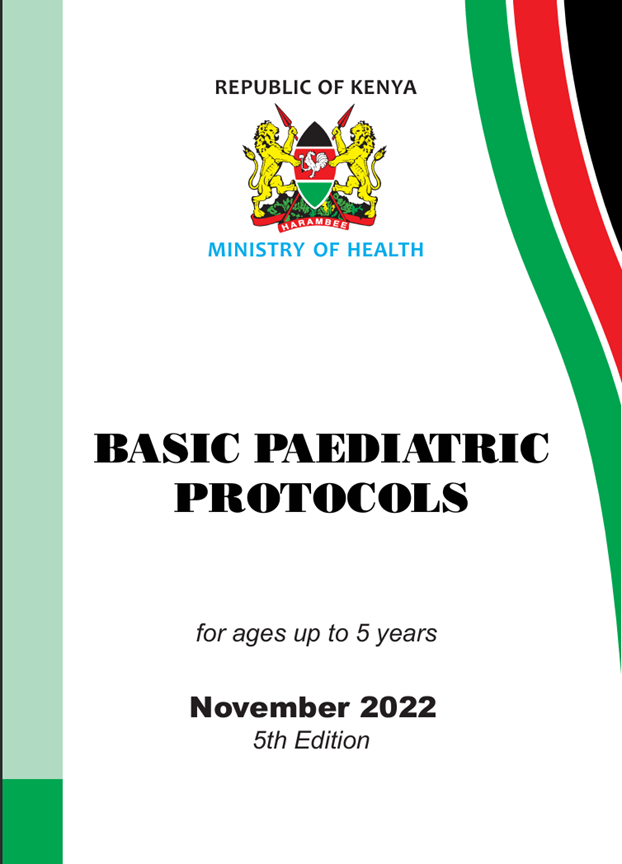 REPUBLIC OF KENYA
HARAMBEE
MINISTRY OF HEALTH
BASIC PAEDIATRIC
PROTOCOLS
for ages up to 5 years
November 2022
5th Edition